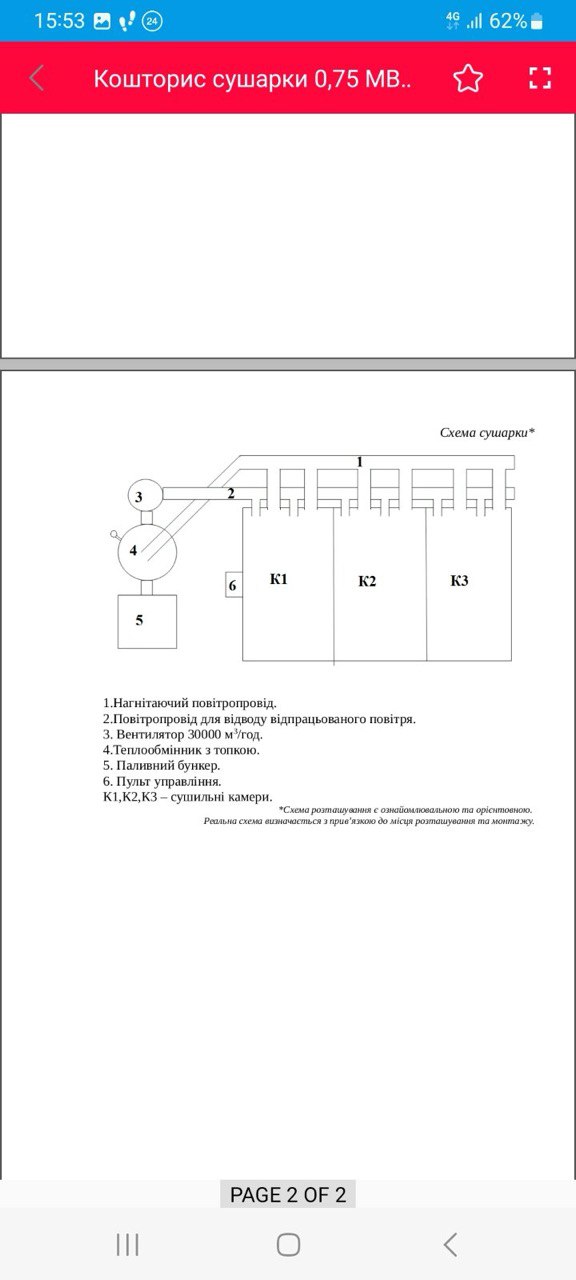 15:53 24 4G 62%
Кошторис сушарки 0,75 МВ..
Схема сушарки*
1
2
3
4
5
6
К1
К2
К3
1.Нагнітаючий повітропровід.
2.Повітропровід для відводу відпрацьованого повітря.
3. Вентилятор 30000 м³/год.
4.Теплообмінник з топкою.
5. Паливний бункер.
6. Пульт управління.
К1,К2,К3 – сушильні камери.
*Схема розташування є ознайомлювальною та орієнтовною.
Реальна схема визначається з прив'язкою до місця розташування та монтажу.
PAGE 2 OF 2